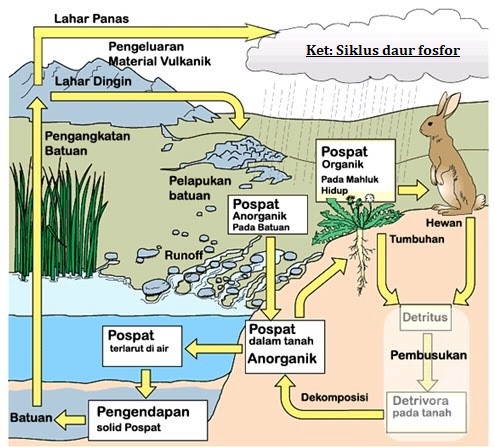 Lahar Panas
Ket: Siklus daur fosfor
Pengeluaran
Material Vulkanik
Lahar Dingin
Pengangkatan
Batuan
Pelapukan
batuan
Pospat
Organik
Pada Mahluk
Hidup
Pospat
Anorganik
Pada Batuan
Hewan
Tumbuhan
Runoff
Detritus
Pospat
terlarut di air
Pospat
dalam tanah
Anorganik
Pembusukan
Dekomposisi
Detrivora
pada tanah
Batuan
Pengendapan
solid Pospat